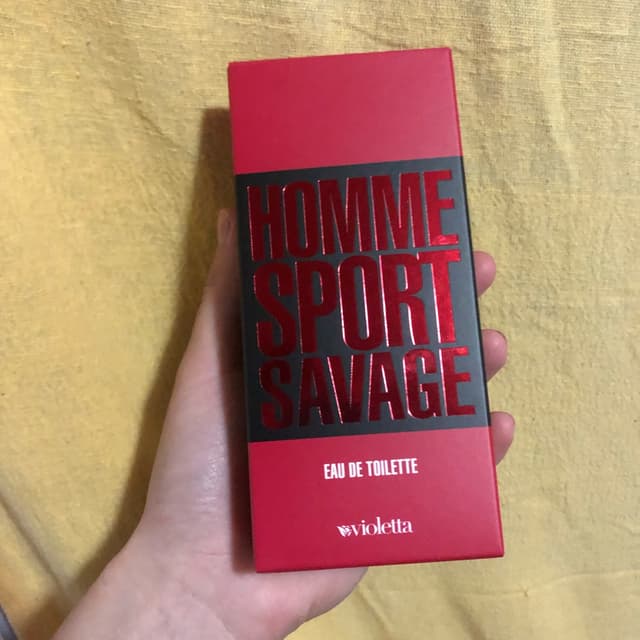 HOMME
SPORT
SAVAGE
EAU DE TOILETTE
violetta